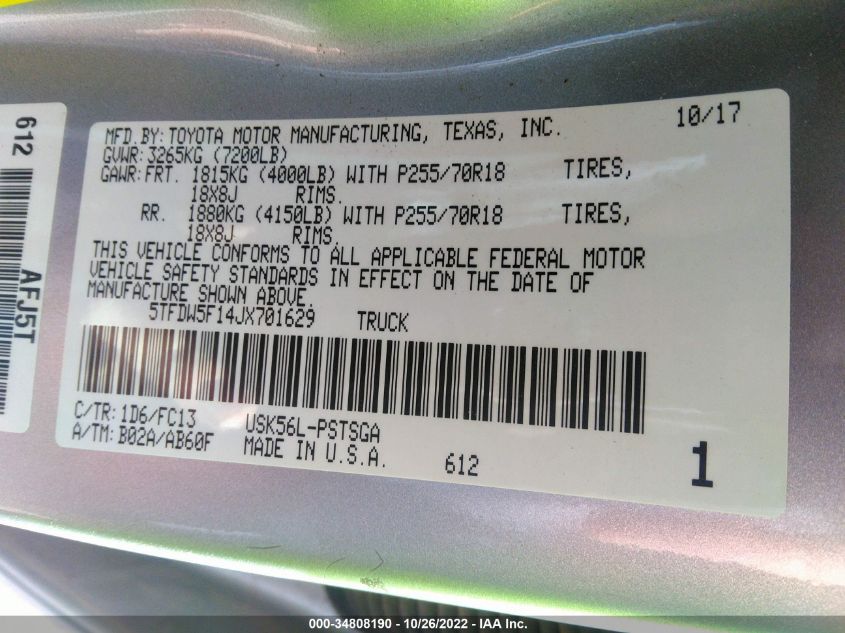 MFD.BY:TOYOTA MOTOR MANUFACTURING, TEXAS, INC. 10/17
GVWR:3265KG (7200LB)
GAWR:FRT. 1815KG (4000LB) WITH P255/70R18 TIRES,
18X8J RIMS.
RR. 1880KG (4150LB) WITH P255/70R18 TIRES,
18X8J RIMS.
THIS VEHICLE CONFORMS TO ALL APPLICABLE FEDERAL MOTOR
VEHICLE SAFETY STANDARDS IN EFFECT ON THE DATE OF
MANUFACTURE SHOWN ABOVE.
5TFDW5F14JX701629 TRUCK
C/TR:1D6/FC13 USK56L-PSTSGA
A/TM:B02A/AB60F MADE IN U.S.A. 612 1
612
AFJ5T
000-34808190 - 10/26/2022 - IAA Inc.